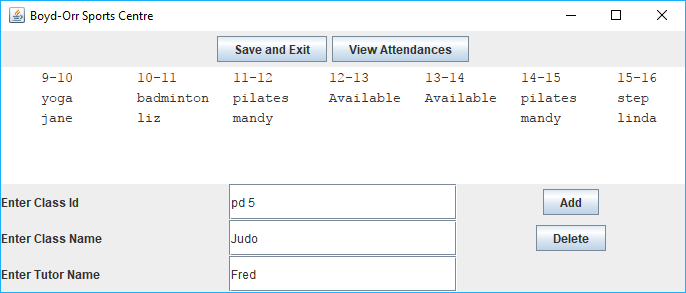 Boyd-Orr Sports Centre
Save and Exit View Attendances
9-10 10-11 11-12 12-13 13-14 14-15 15-16
yoga badminton pilates Available Available pilates step
jane liz mandy mandy linda
Enter Class Id pd 5 Add
Enter Class Name Judo Delete
Enter Tutor Name Fred